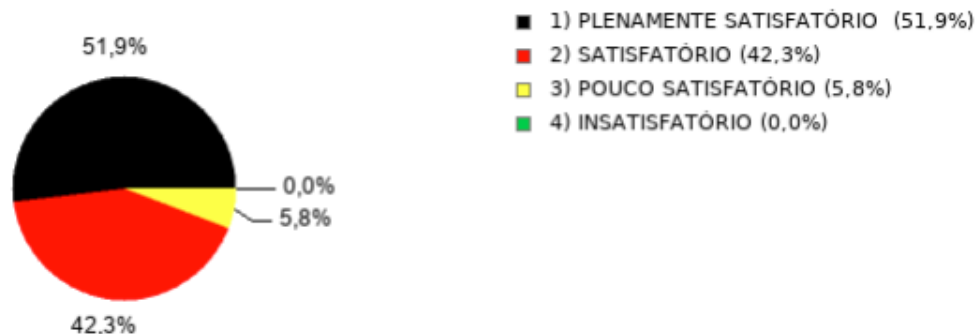 51,9%
0,0%
5,8%
42,3%
1) PLENAMENTE SATISFATÓRIO (51,9%)
2) SATISFATÓRIO (42,3%)
3) POUCO SATISFATÓRIO (5,8%)
4) INSATISFATÓRIO (0,0%)